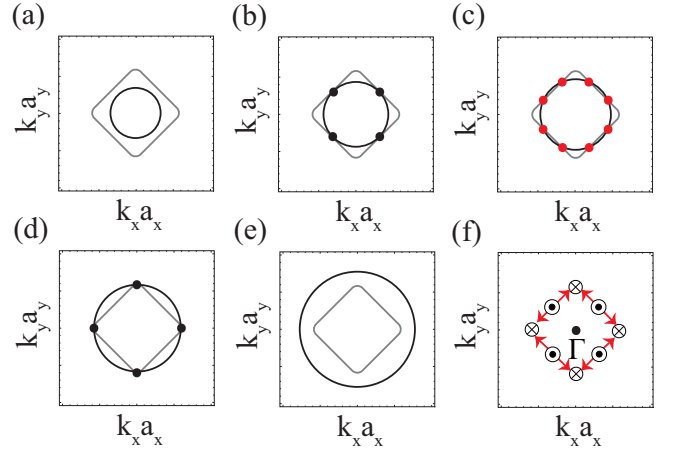 (a)
(b)
(c)
k_y a_y
k_y a_y
k_y a_y
k_x a_x
k_x a_x
k_x a_x
(d)
(e)
(f)
k_y a_y
k_y a_y
k_y a_y
Γ
k_x a_x
k_x a_x
k_x a_x